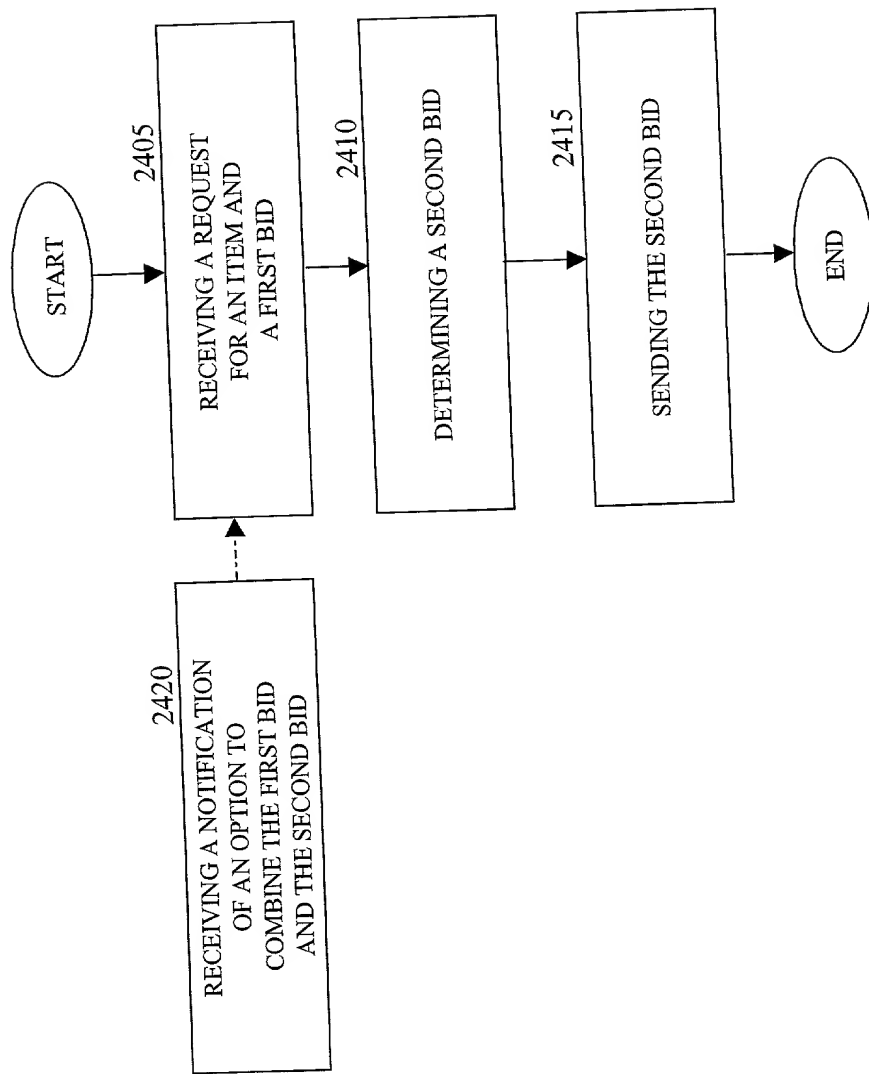 START
2405
RECEIVING A REQUEST
FOR AN ITEM AND
A FIRST BID
2410
DETERMINING A SECOND BID
2415
SENDING THE SECOND BID
END
2420
RECEIVING A NOTIFICATION
OF AN OPTION TO
COMBINE THE FIRST BID
AND THE SECOND BID